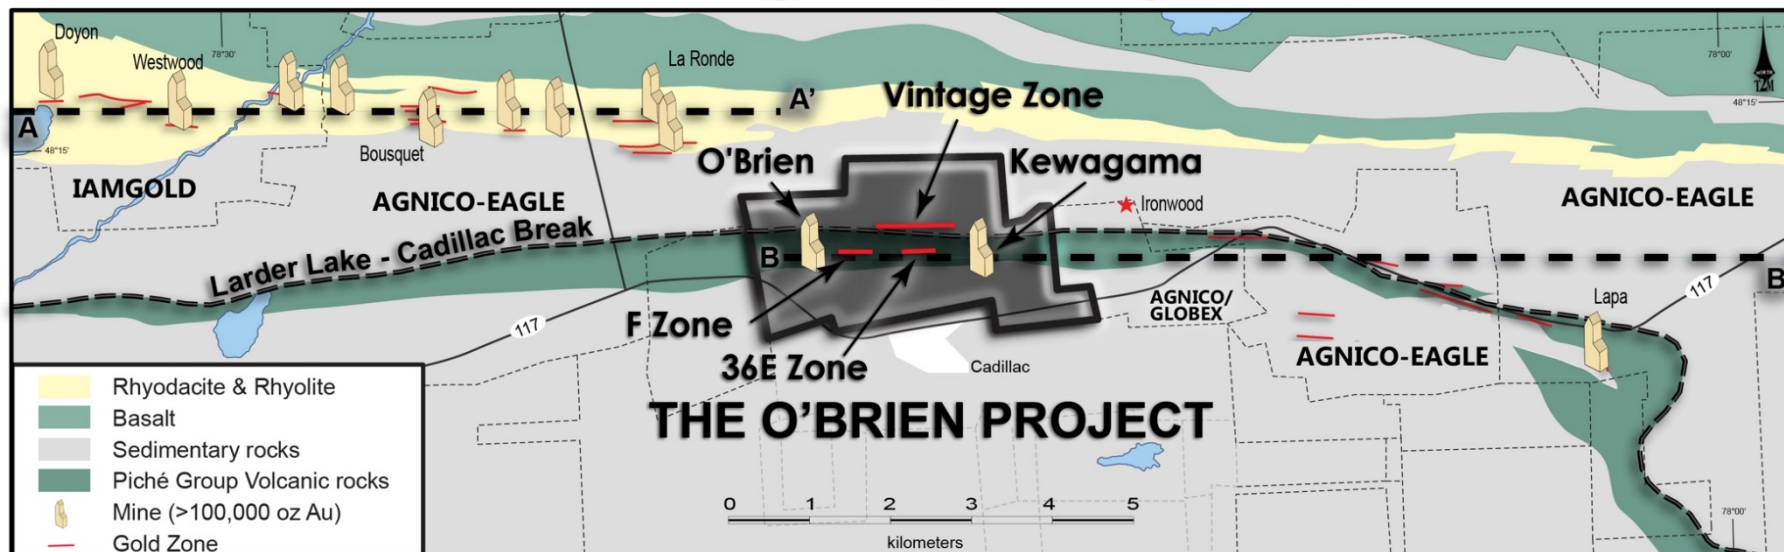 Doyon
Westwood
78°30'
La Ronde
78°00'
NORTH
48°15'
A
A'
Vintage Zone
48°15'
Bousquet
O'Brien
Kewagama
IAMGOLD
AGNICO-EAGLE
Ironwood
AGNICO-EAGLE
Larder Lake - Cadillac Break
B
B
117
F Zone
36E Zone
AGNICO/
GLOBEX
Lapa
117
AGNICO-EAGLE
Cadillac
THE O'BRIEN PROJECT
Rhyodacite & Rhyolite
Basalt
Sedimentary rocks
Piché Group Volcanic rocks
Mine (>100,000 oz Au)
Gold Zone
0 1 2 3 4 5
kilometers
78°00'